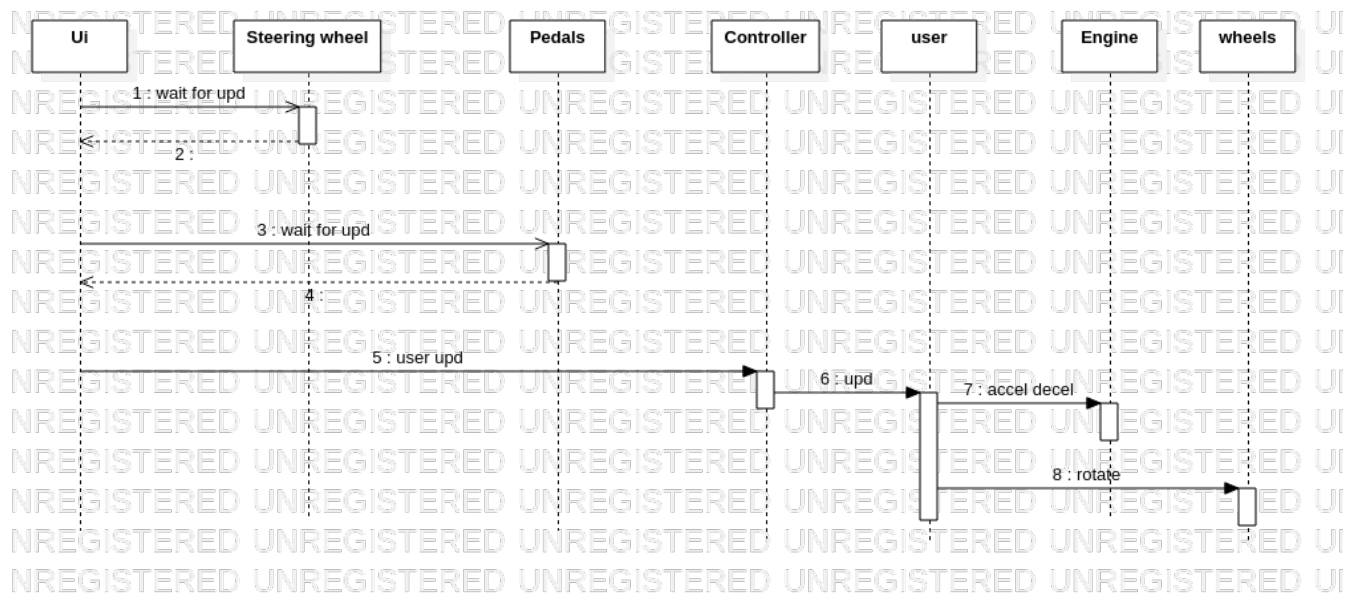 Ui
Steering wheel
Pedals
Controller
user
Engine
wheels
1 : wait for upd
2 :
3 : wait for upd
4 :
5 : user upd
6 : upd
7 : accel decel
8 : rotate
UNREGISTERED